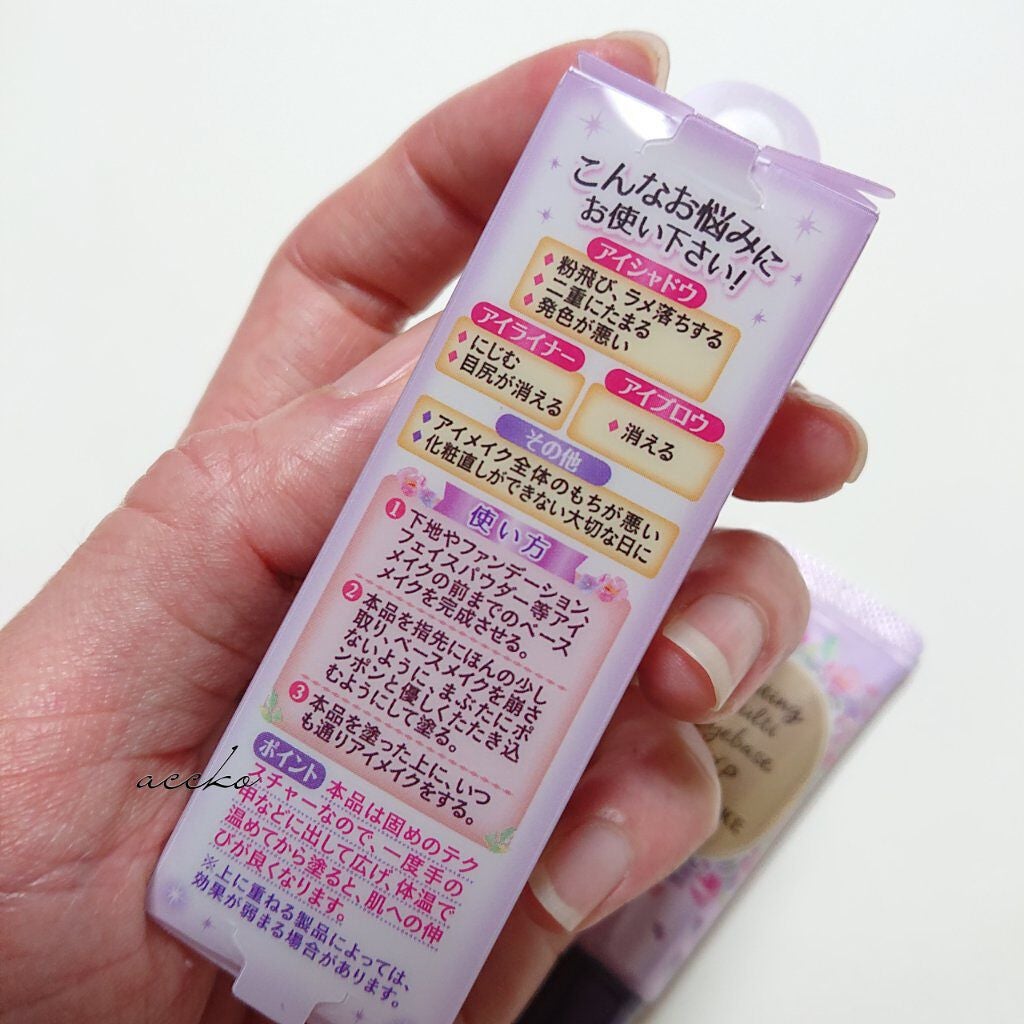 こんなお悩みに
お使い下さい!
アイシャドウ
粉飛び、ラメ落ちする
二重にたまる
発色が悪い
アイライナー
にじむ
目尻が消える
アイブロウ
消える
その他
アイメイク全体のもちが悪い
化粧直しができない大切な日に
使い方
1 下地やファンデーション、
フェイスパウダー等アイ
メイクの前までのベース
メイクを完成させる。
2 本品を指先にほんの少し
取り、ベースメイクを崩さ
ないように、まぶたにポ
ンポンと優しくたたき込
むようにして塗る。
3 本品を塗った上に、いつ
も通りアイメイクをする。
ポイント 本品は固めのテク
スチャーなので、一度手の
甲などに出して広げ、体温で
温めてから塗ると、肌への伸
びが良くなります。
※上に重ねる製品によっては、
効果が弱まる場合があります。
accko